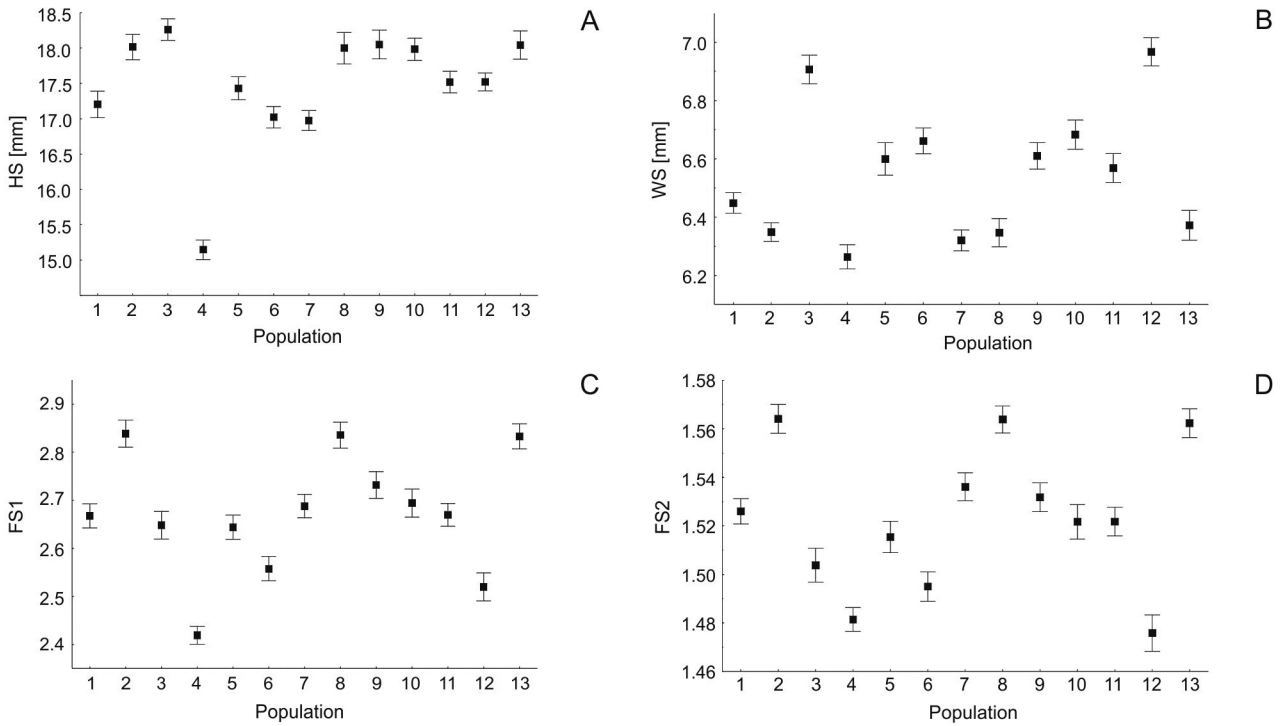 A
HS [mm]
18.5
18.0
17.5
17.0
16.5
16.0
15.5
15.0
1 2 3 4 5 6 7 8 9 10 11 12 13
Population
B
WS [mm]
7.0
6.8
6.6
6.4
6.2
1 2 3 4 5 6 7 8 9 10 11 12 13
Population
C
FS1
2.9
2.8
2.7
2.6
2.5
2.4
1 2 3 4 5 6 7 8 9 10 11 12 13
Population
D
FS2
1.58
1.56
1.54
1.52
1.50
1.48
1.46
1 2 3 4 5 6 7 8 9 10 11 12 13
Population